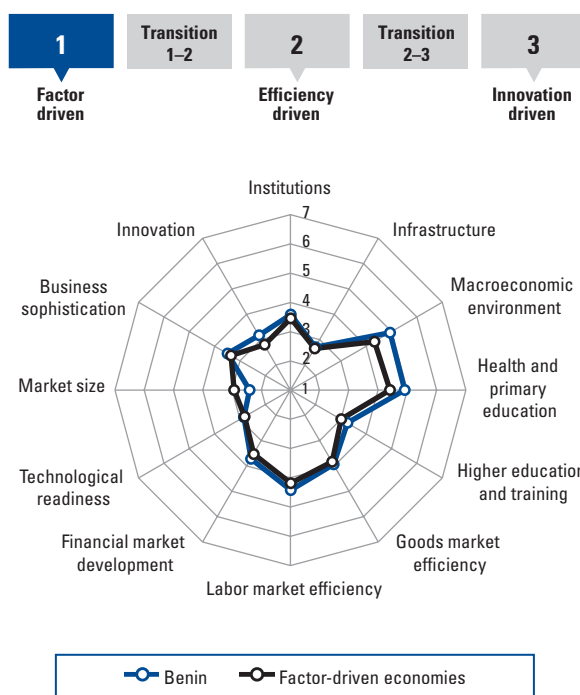 1
Transition
1–2
2
Transition
2–3
3
Factor
driven
Efficiency
driven
Innovation
driven
Institutions
Infrastructure
Macroeconomic
environment
Health and
primary
education
Higher education
and training
Goods market
efficiency
Labor market efficiency
Financial market
development
Technological
readiness
Market size
Business
sophistication
Innovation
7
6
5
4
3
2
1
Benin
Factor-driven economies